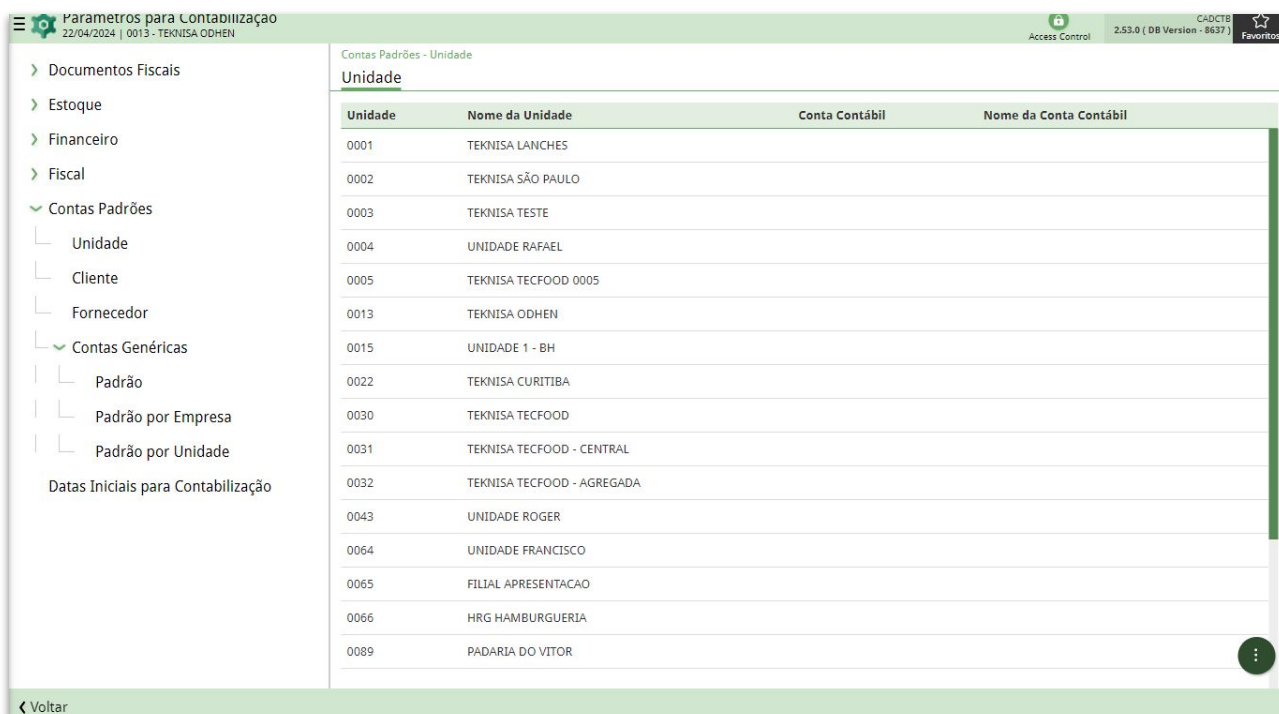 Parâmetros para Contabilização
22/04/2024 | 0013 - TEKNISA ODHEN
Access Control
CADCTB
2.53.0 ( DB Version - 8637 )
Favoritos
Documentos Fiscais
Estoque
Financeiro
Fiscal
Contas Padrões
Unidade
Cliente
Fornecedor
Contas Genéricas
Padrão
Padrão por Empresa
Padrão por Unidade
Datas Iniciais para Contabilização
Contas Padrões - Unidade
Unidade
Unidade Nome da Unidade Conta Contábil Nome da Conta Contábil
0001 TEKNISA LANCHES
0002 TEKNISA SÃO PAULO
0003 TEKNISA TESTE
0004 UNIDADE RAFAEL
0005 TEKNISA TECFOOD 0005
0013 TEKNISA ODHEN
0015 UNIDADE 1 - BH
0022 TEKNISA CURITIBA
0030 TEKNISA TECFOOD
0031 TEKNISA TECFOOD - CENTRAL
0032 TEKNISA TECFOOD - AGREGADA
0043 UNIDADE ROGER
0064 UNIDADE FRANCISCO
0065 FILIAL APRESENTACAO
0066 HRG HAMBURGUERIA
0089 PADARIA DO VITOR
Voltar